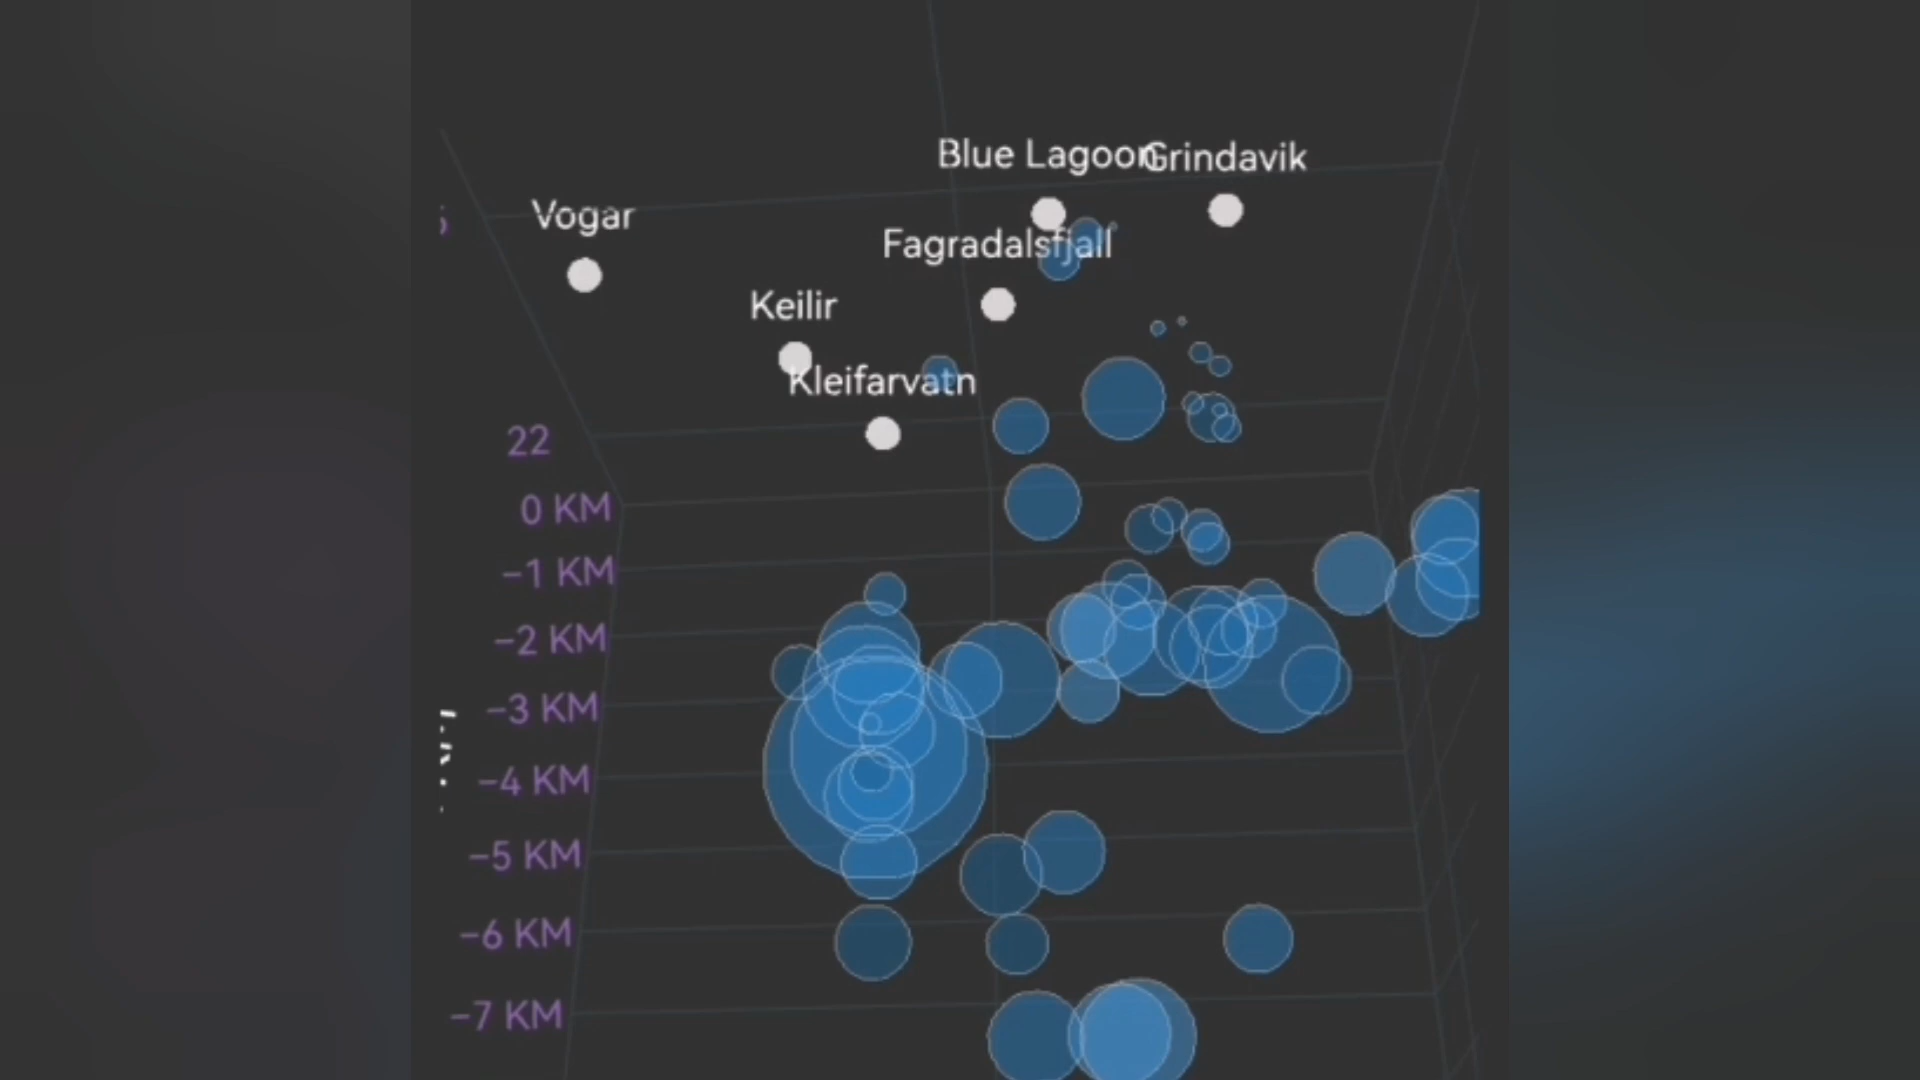 Blue Lagoon
Grindavik
Vogar
Fagradalsfjall
Keilir
Kleifarvatn
22
0 KM
−1 KM
−2 KM
−3 KM
−4 KM
−5 KM
−6 KM
−7 KM